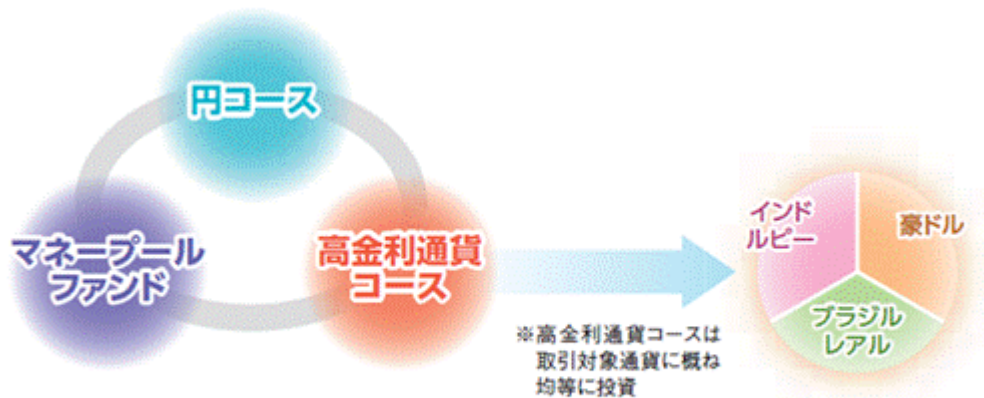 円コース
マネープール
ファンド
高金利通貨
コース
※高金利通貨コースは
取引対象通貨に概ね
均等に投資
インド
ルピー
豪ドル
ブラジル
レアル